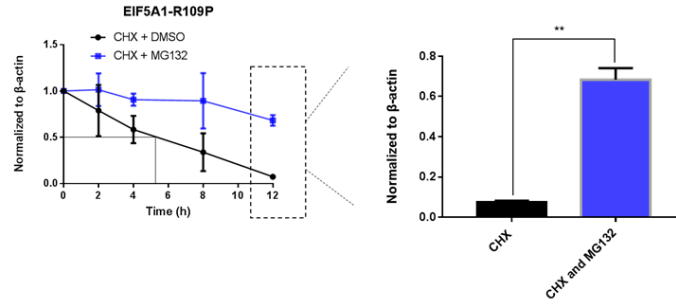 EIF5A1-R109P
CHX + DMSO
CHX + MG132
Normalized to β-actin
1.5
1.0
0.5
0.0
0 2 4 6 8 10 12
Time (h)
**
Normalized to β-actin
0.8
0.6
0.4
0.2
0.0
CHX
CHX and MG132